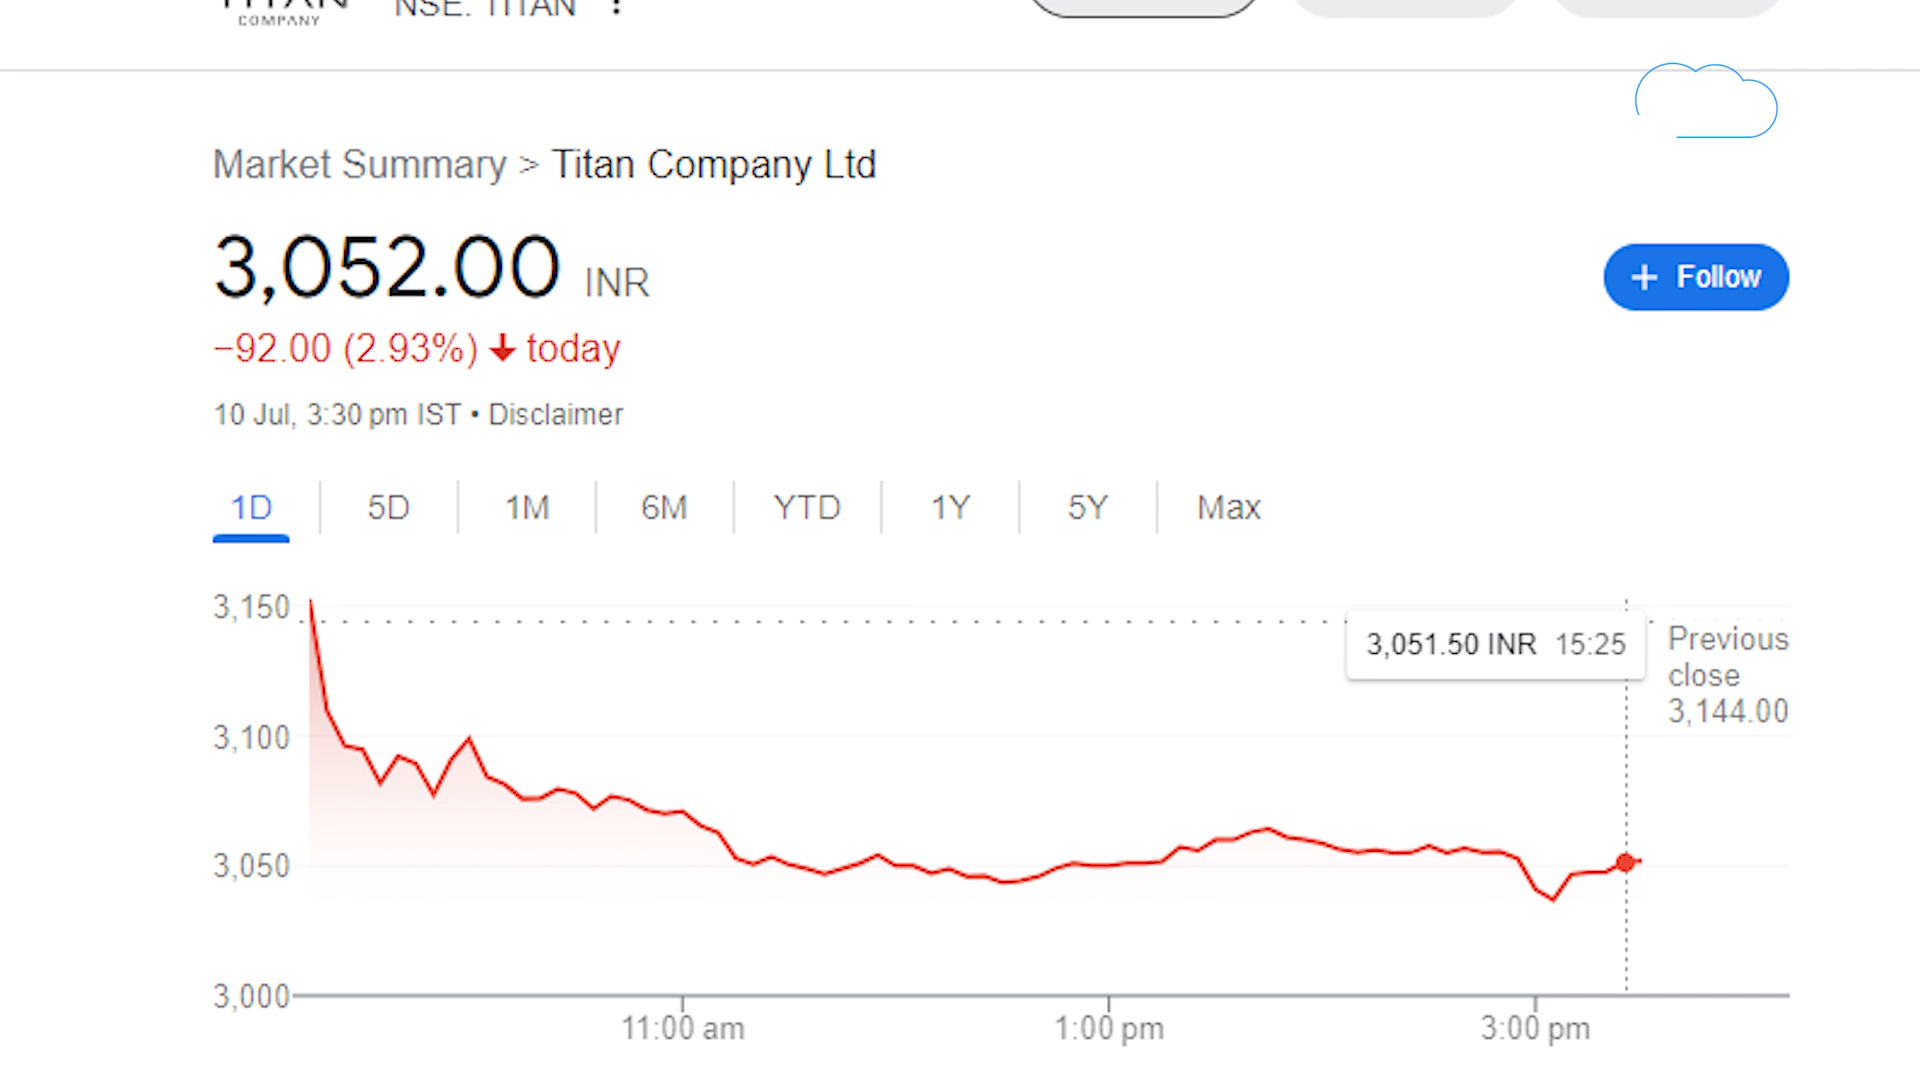 TITAN
COMPANY
NSE: TITAN
Market Summary > Titan Company Ltd
3,052.00 INR
+ Follow
−92.00 (2.93%) ↓ today
10 Jul, 3:30 pm IST • Disclaimer
1D 5D 1M 6M YTD 1Y 5Y Max
3,150
3,051.50 INR 15:25
Previous
close
3,144.00
3,100
3,050
3,000
11:00 am 1:00 pm 3:00 pm